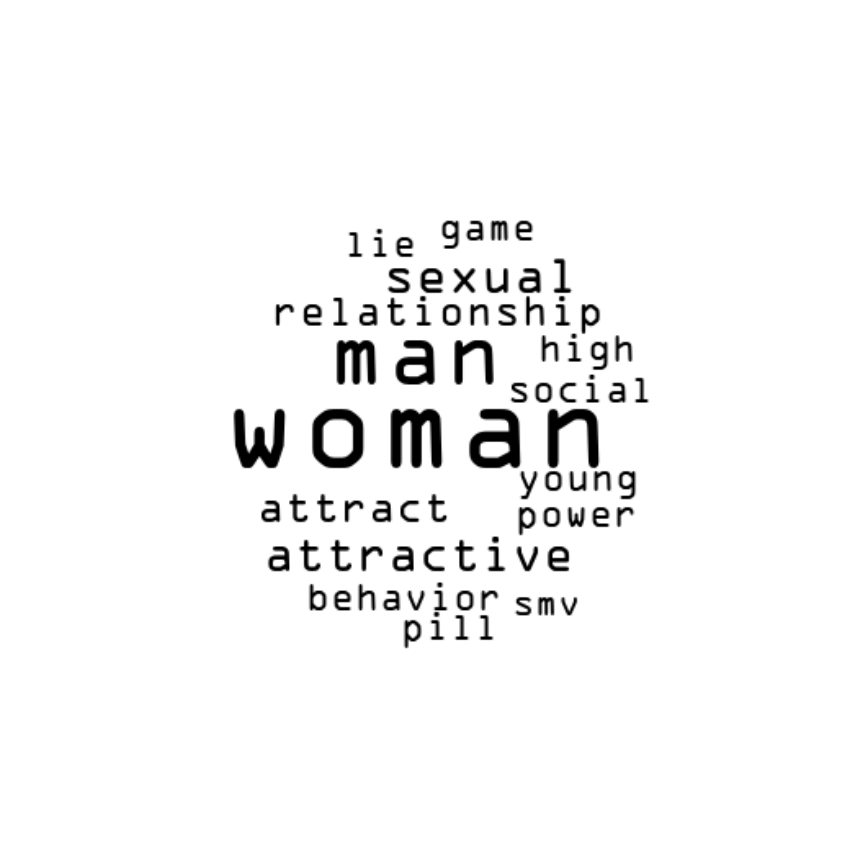 lie game
sexual
relationship
man high
social
woman
young
attract power
attractive
behavior smv
pill